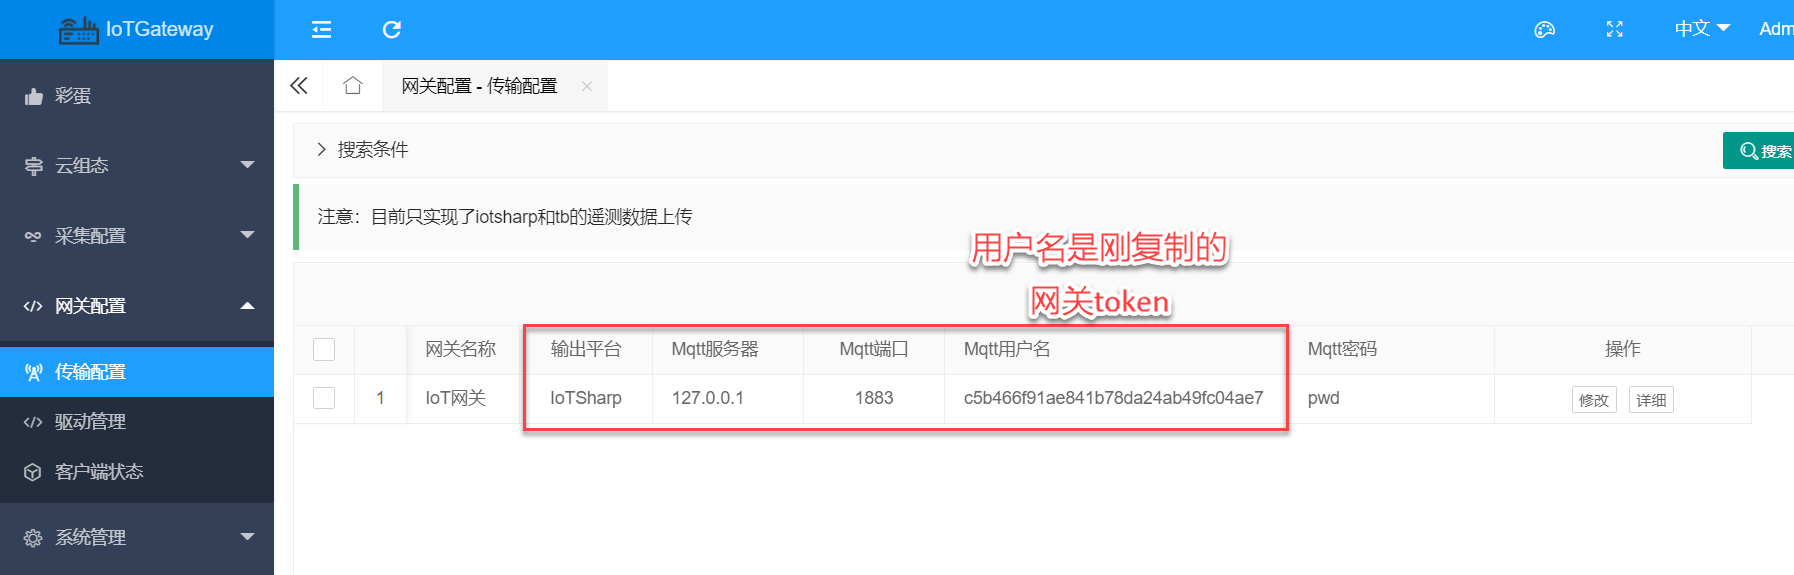 IoTGateway
中文
Adm
彩蛋
云组态
采集配置
网关配置
传输配置
驱动管理
客户端状态
系统管理
网关配置 - 传输配置
搜索条件
搜索
注意：目前只实现了iotsharp和tb的遥测数据上传
用户名是刚复制的
网关token
网关名称 输出平台 Mqtt服务器 Mqtt端口 Mqtt用户名 Mqtt密码 操作
1 IoT网关 IoTSharp 127.0.0.1 1883 c5b466f91ae841b78da24ab49fc04ae7 pwd 修改 详细